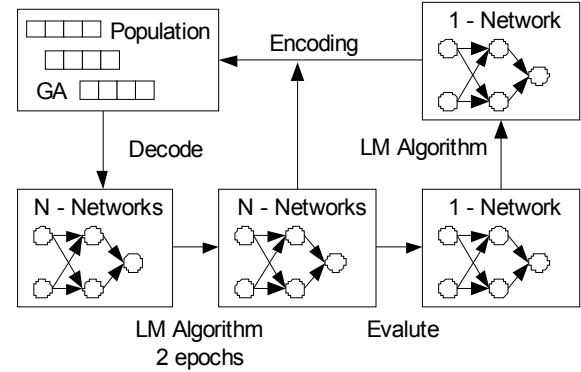 Population
GA
Encoding
1 - Network
Decode
LM Algorithm
N - Networks
N - Networks
1 - Network
LM Algorithm
2 epochs
Evalute